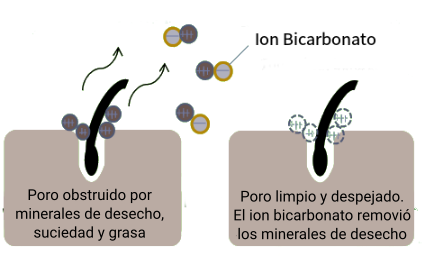 Ion Bicarbonato
Poro obstruido por
minerales de desecho,
suciedad y grasa
Poro limpio y despejado.
El ion bicarbonato removió
los minerales de desecho